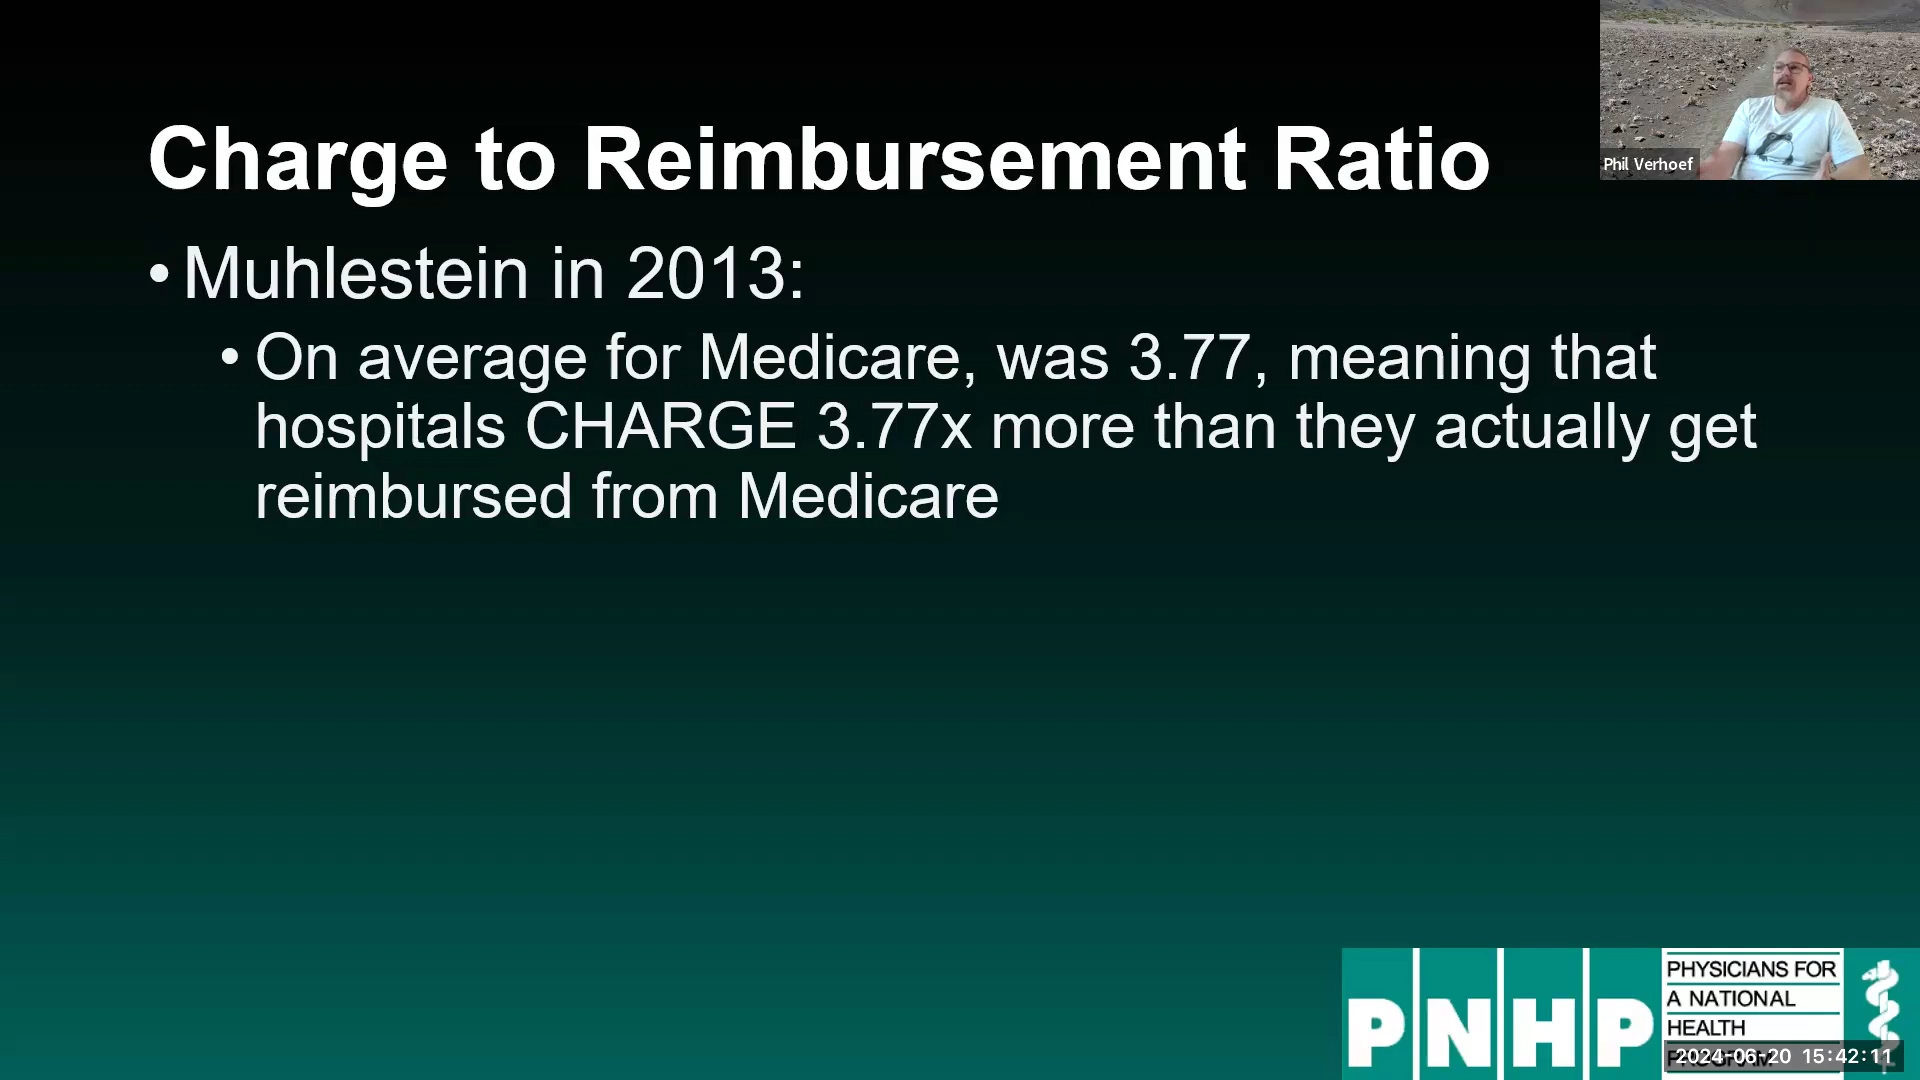 Charge to Reimbursement Ratio
Phil Verhoef
• Muhlestein in 2013:
• On average for Medicare, was 3.77, meaning that
hospitals CHARGE 3.77x more than they actually get
reimbursed from Medicare
PNHP
PHYSICIANS FOR
A NATIONAL
HEALTH
PROGRAM
2024-06-20 15:42:11